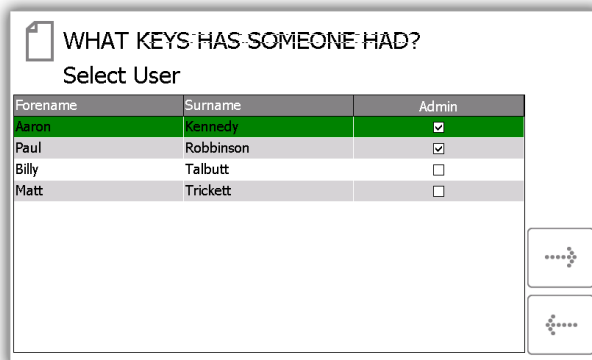 WHAT KEYS HAS SOMEONE HAD?
Select User
Forename Surname Admin
Aaron Kennedy
Paul Robbinson
Billy Talbutt
Matt Trickett